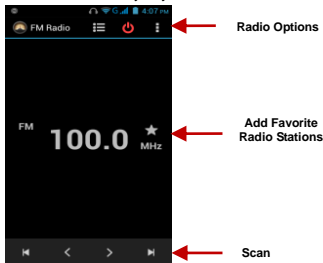 G 4:07 PM
FM Radio
Radio Options
FM
100.0
MHz
Add Favorite
Radio Stations
Scan